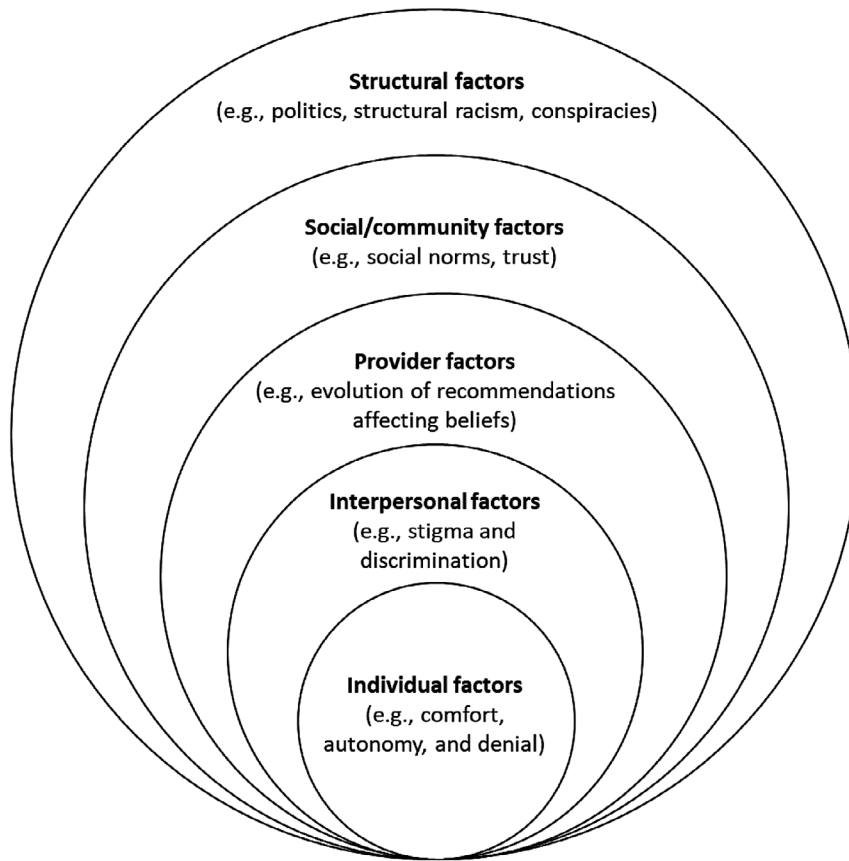 Structural factors
(e.g., politics, structural racism, conspiracies)
Social/community factors
(e.g., social norms, trust)
Provider factors
(e.g., evolution of recommendations
affecting beliefs)
Interpersonal factors
(e.g., stigma and
discrimination)
Individual factors
(e.g., comfort,
autonomy, and denial)